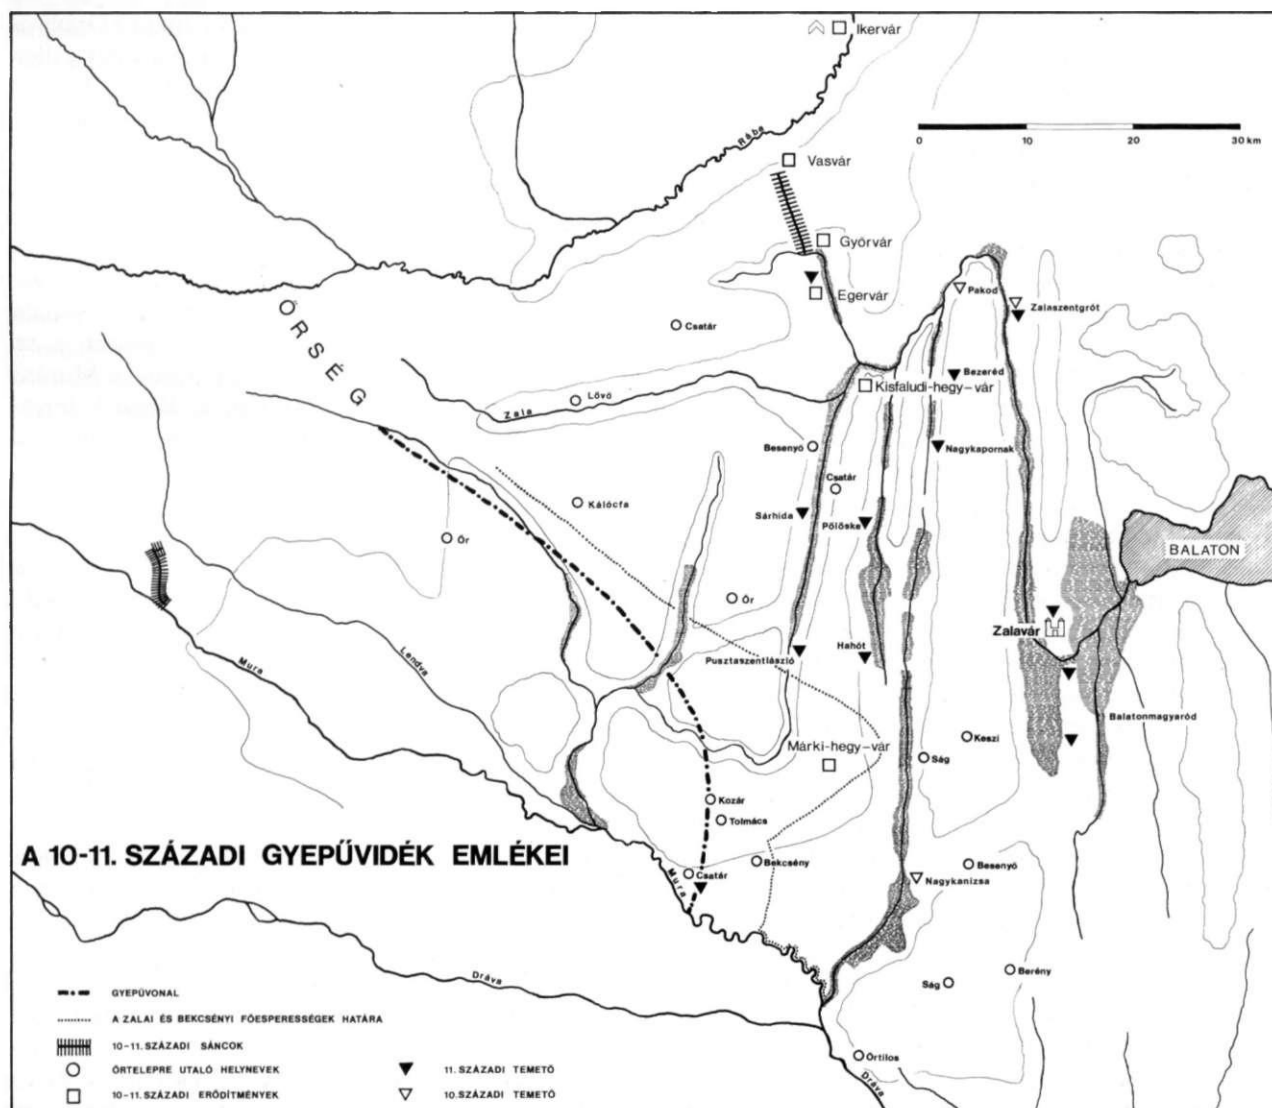 Ikervár
Rába
0 10 20 30 km
Vasvár
Győrvár
Egervár
Pakod
Zalaszentgrót
ŐRSÉG
Csatár
Bezeréd
Kisfaludi-hegy-vár
Lövő
Zala
Besenyő
Nagykapornak
Csatár
Kálócfa
Sárhida
Pölöske
Őr
BALATON
Őr
Zalavár
Lendva
Mura
Pusztaszentlászló
Hahót
Balatonmagyaród
Keszi
Márki-hegy-vár
Ság
Kozár
Tolmács
A 10-11. SZÁZADI GYEPŰVIDÉK EMLÉKEI
Bekcsény
Besenyő
Mura
Csatár
Nagykanizsa
Dráva
Berény
Ság
GYEPŰVONAL
A ZALAI ÉS BEKCSÉNYI FŐESPERESSÉGEK HATÁRA
10-11. SZÁZADI SÁNCOK
Őrtilos
ŐRTELEPRE UTALÓ HELYNEVEK
11. SZÁZADI TEMETŐ
Dráva
10-11. SZÁZADI ERŐDÍTMÉNYEK
10. SZÁZADI TEMETŐ